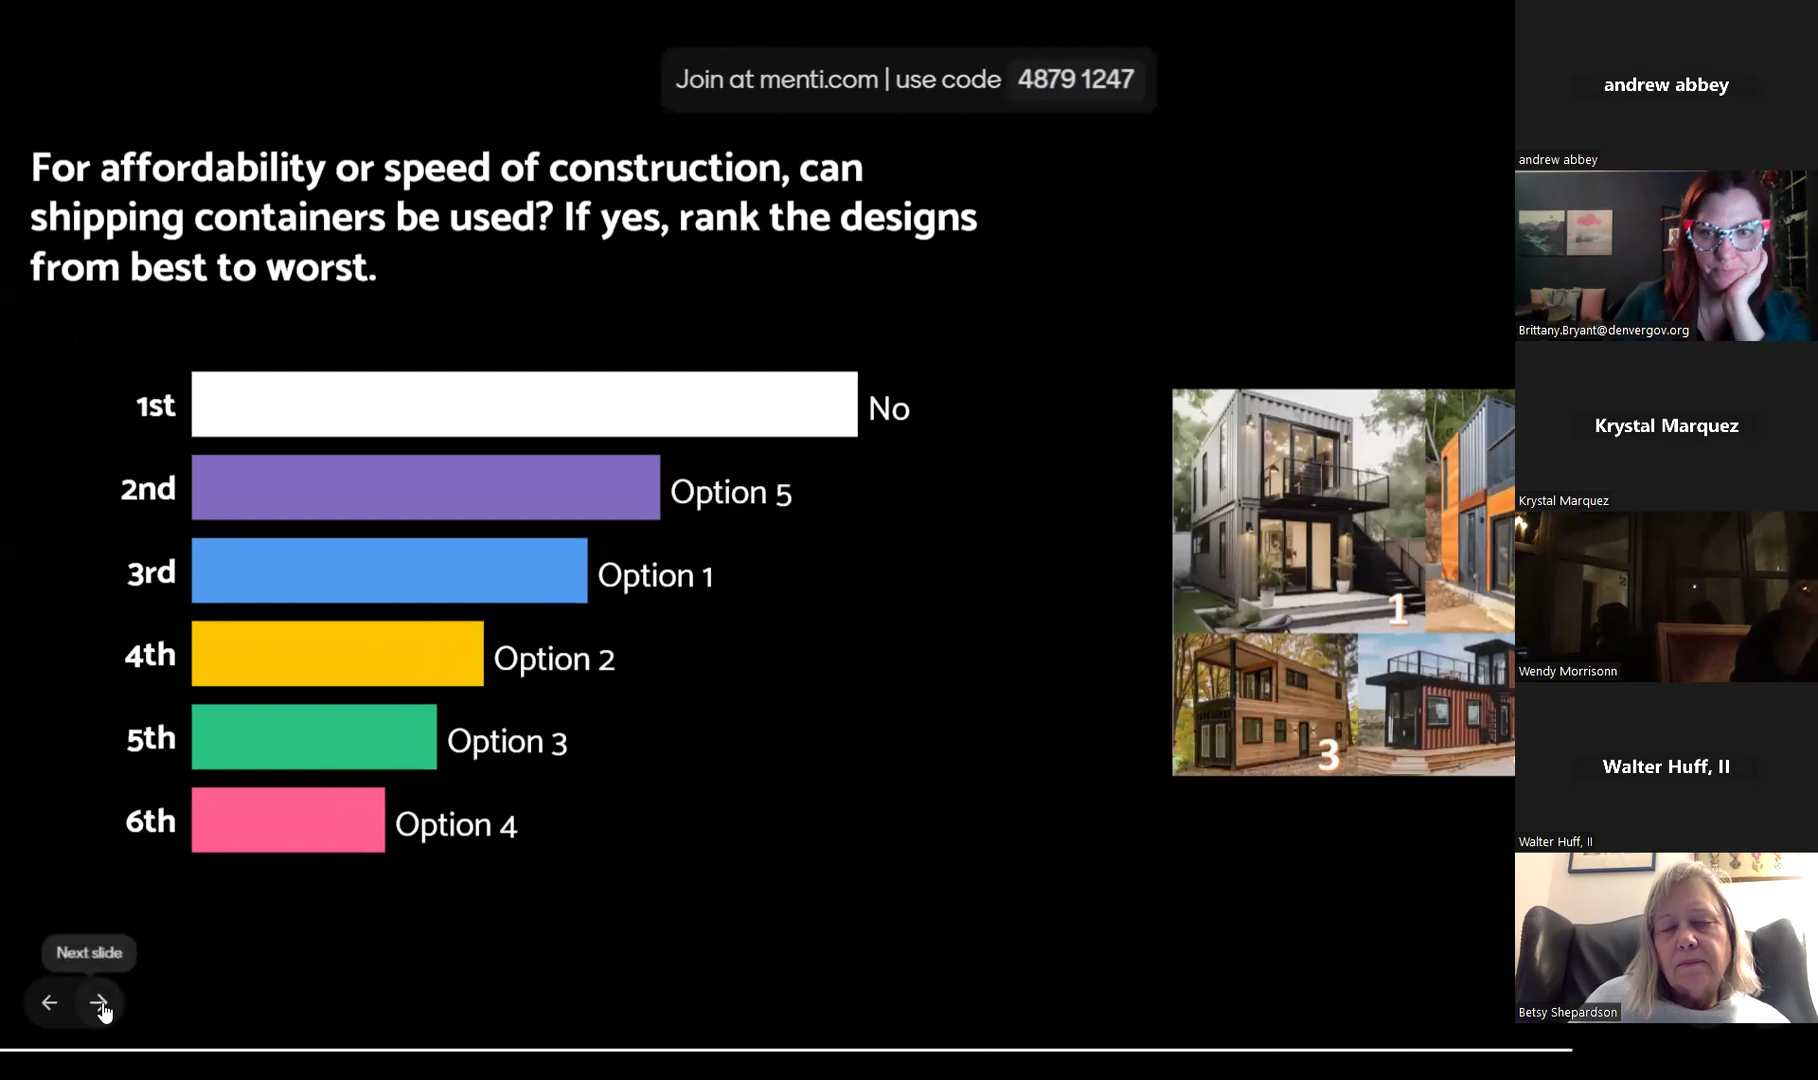 Join at menti.com | use code 4879 1247
For affordability or speed of construction, can
shipping containers be used? If yes, rank the designs
from best to worst.
1st No
2nd Option 5
3rd Option 1
4th Option 2
5th Option 3
6th Option 4
1
3
Next slide
andrew abbey
andrew abbey
Brittany.Bryant@denvergov.org
Krystal Marquez
Krystal Marquez
Wendy Morrisonn
Walter Huff, II
Walter Huff, II
Betsy Shepardson